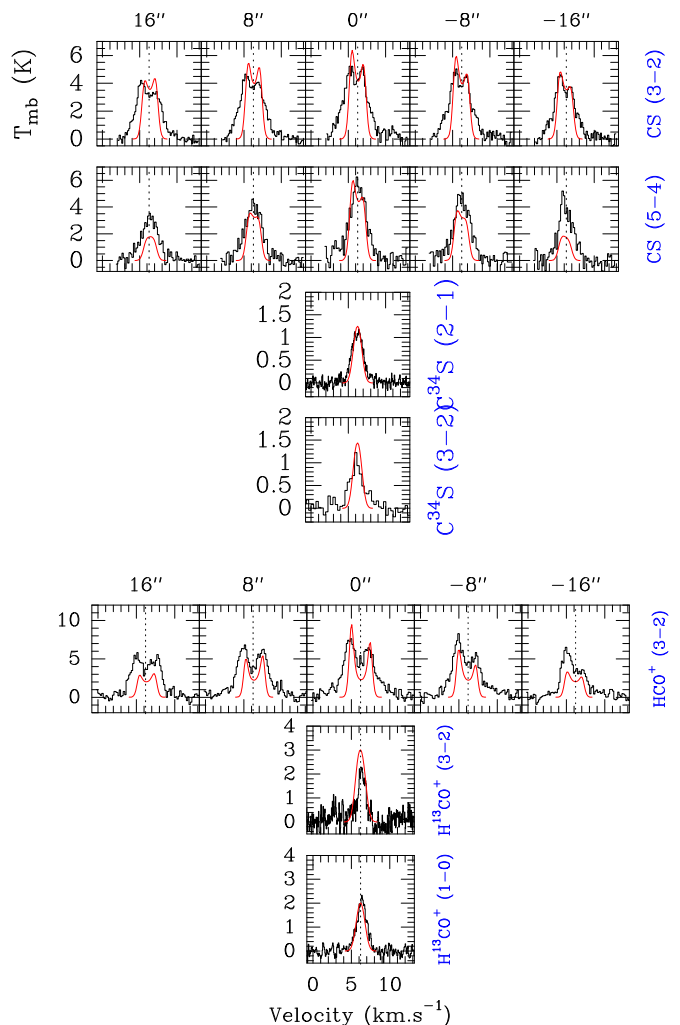 16″ 8″ 0″ −8″ −16″
T_mb (K)
6
4
2
0
CS (3−2)
6
4
2
0
CS (5−4)
2
1.5
1
0.5
0
C³⁴S (2−1)
2
1.5
1
0.5
0
C³⁴S (3−2)
16″ 8″ 0″ −8″ −16″
10
5
0
HCO⁺ (3−2)
4
3
2
1
0
H¹³CO⁺ (3−2)
4
3
2
1
0
H¹³CO⁺ (1−0)
0 5 10
Velocity (km.s⁻¹)